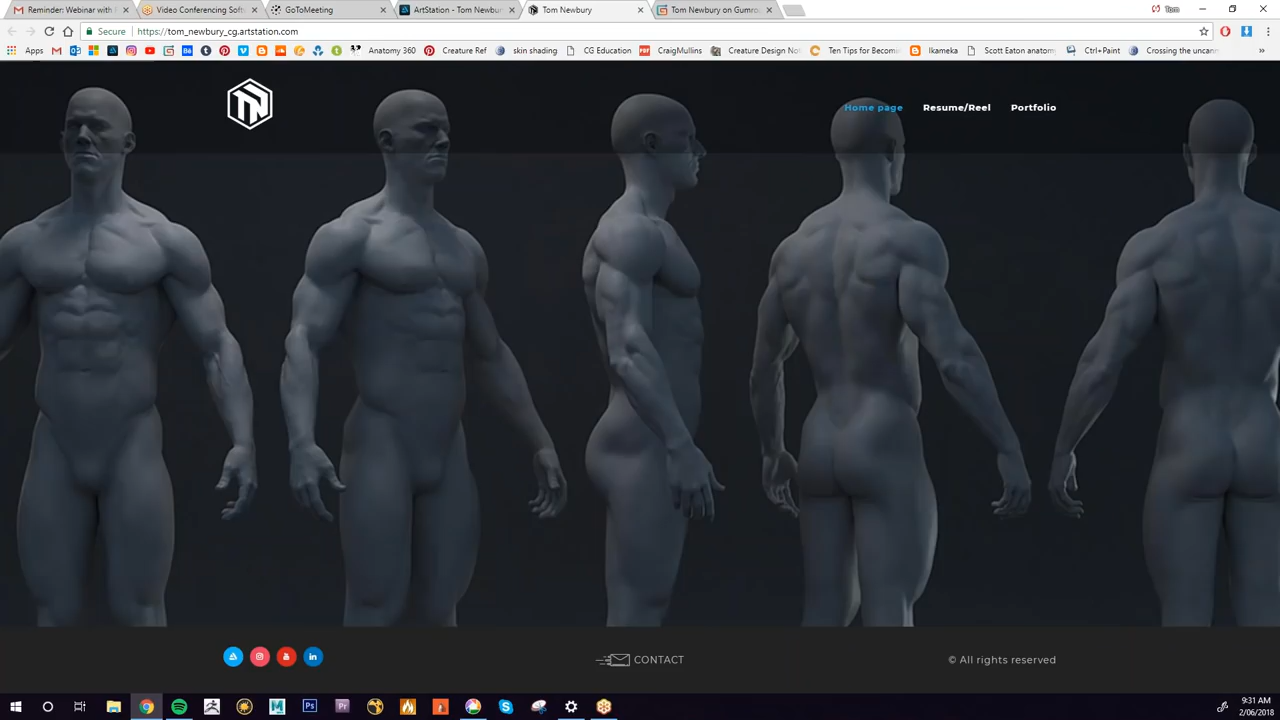 Reminder: Webinar with F
Video Conferencing Soft
GoToMeeting
ArtStation - Tom Newbur
Tom Newbury
Tom Newbury on Gumro
Tom
Secure
https://tom_newbury_cg.artstation.com
Apps
Anatomy 360
Creature Ref
skin shading
CG Education
CraigMullins
Creature Design
Ten Tips for Becomi
Ikameka
Scott Eaton anatomy
Ctrl+Paint
Crossing the uncann
Home page
Resume/Reel
Portfolio
CONTACT
© All rights reserved
9:31 AM
2/06/2018